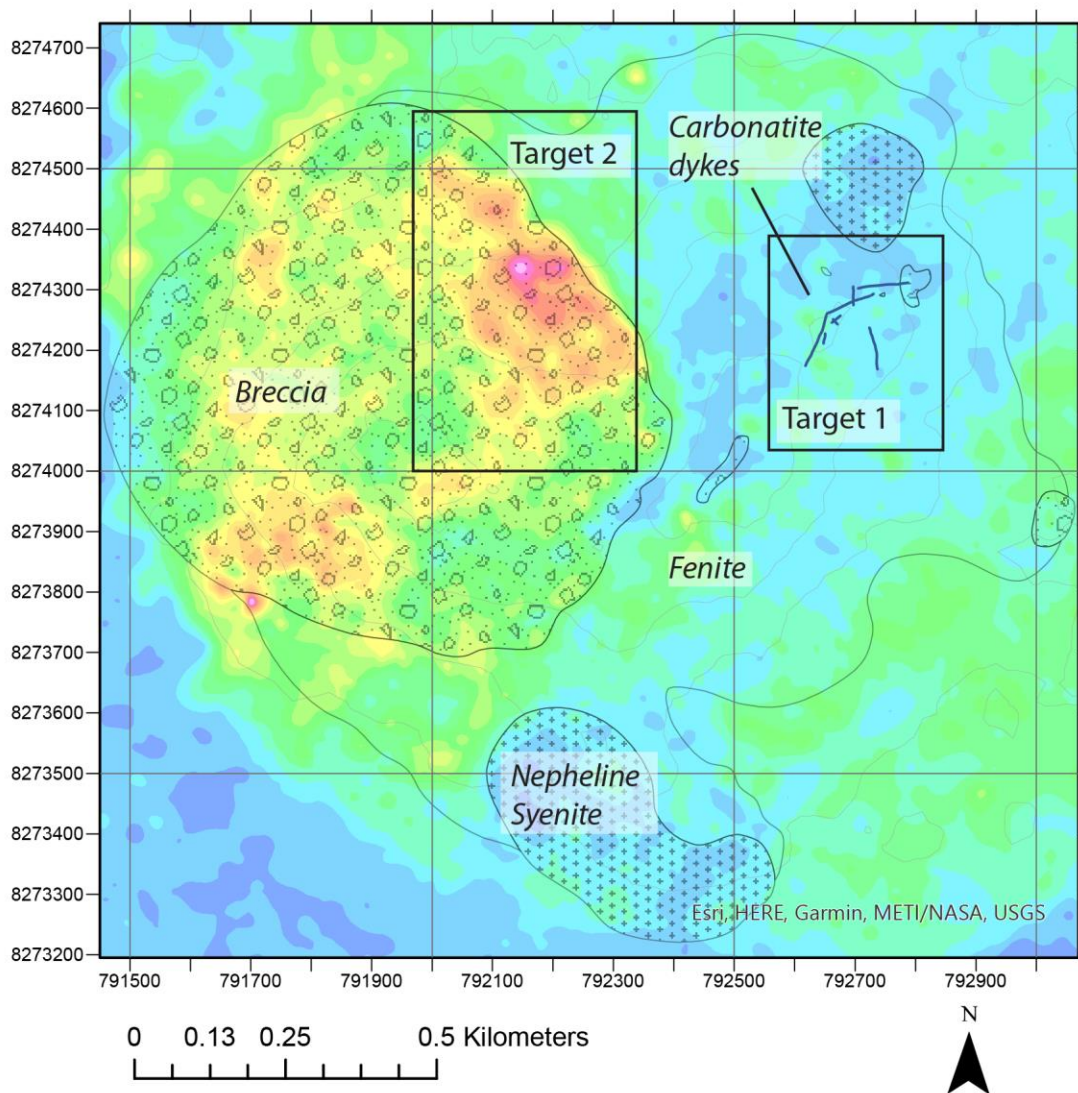 8274700
8274600
8274500
8274400
8274300
8274200
8274100
8274000
8273900
8273800
8273700
8273600
8273500
8273400
8273300
8273200
Target 2
Carbonatite
dykes
Breccia
Target 1
Fenite
Nepheline
Syenite
Esri, HERE, Garmin, METI/NASA, USGS
791500 791700 791900 792100 792300 792500 792700 792900
0 0.13 0.25 0.5 Kilometers
N